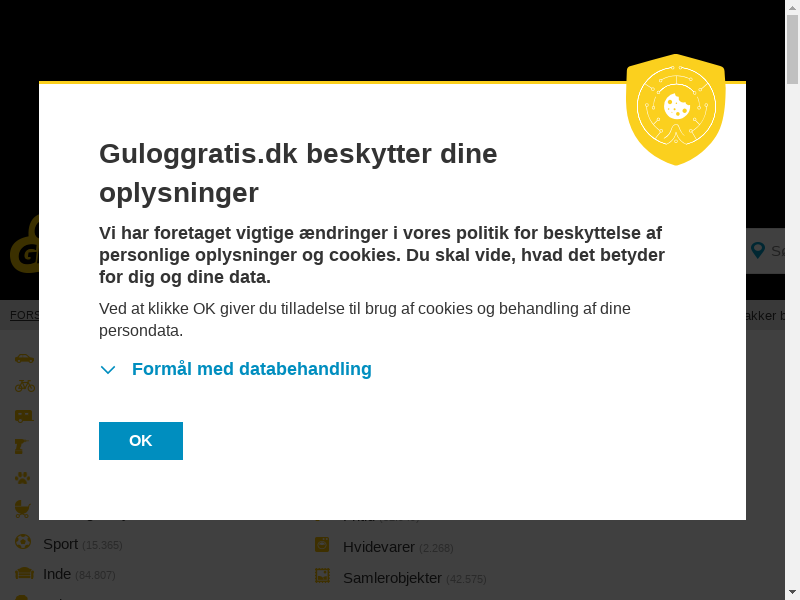 Guloggratis.dk beskytter dine
oplysninger
Vi har foretaget vigtige ændringer i vores politik for beskyttelse af
personlige oplysninger og cookies. Du skal vide, hvad det betyder
for dig og dine data.
Ved at klikke OK giver du tilladelse til brug af cookies og behandling af dine
persondata.
Formål med databehandling
OK
FORS
Sport (15.365)
Inde (84.807)
Hvidevarer (2.268)
Samlerobjekter (42.575)